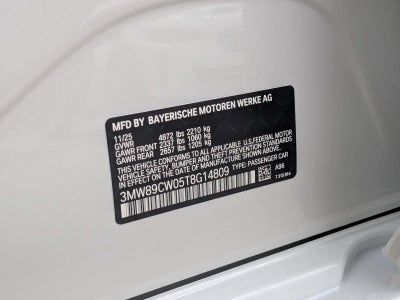 MFD BY BAYERISCHE MOTOREN WERKE AG
11/25
GVWR 4872 lbs 2210 kg
GAWR FRONT 2337 lbs 1060 kg
GAWR REAR 2657 lbs 1205 kg
THIS VEHICLE CONFORMS TO ALL APPLICABLE U.S. FEDERAL MOTOR
VEHICLE SAFETY, BUMPER, AND THEFT PREVENTION STANDARDS
IN EFFECT ON THE DATE OF MANUFACTURE SHOWN ABOVE.
3MW89CW05T8G14809 TYPE: PASSENGER CAR
A96